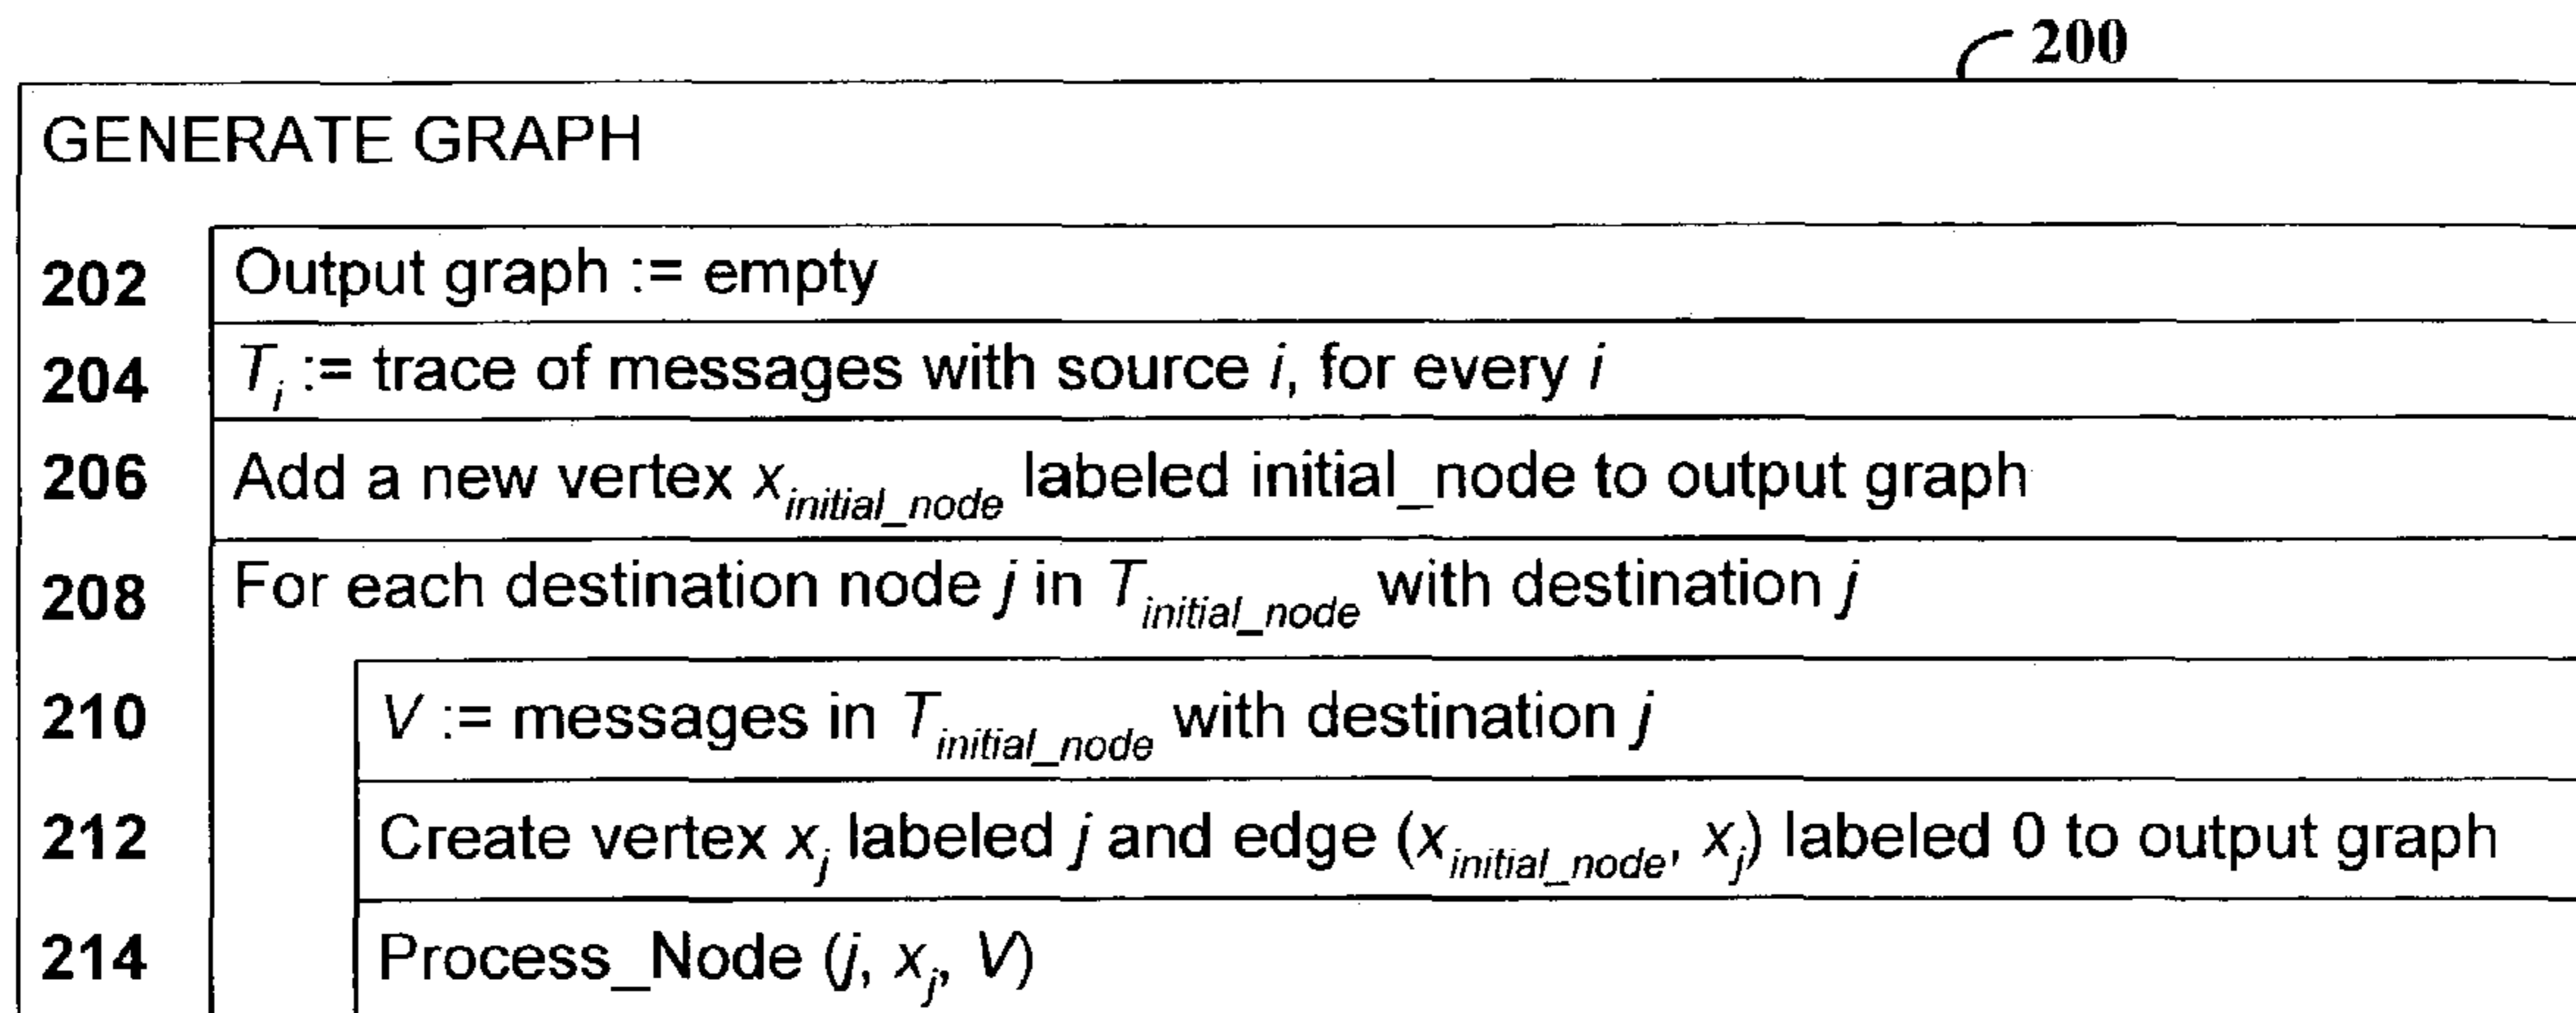 200
GENERATE GRAPH
202 Output graph := empty
204 T_i := trace of messages with source i, for every i
206 Add a new vertex x_initial_node labeled initial_node to output graph
208 For each destination node j in T_initial_node with destination j
210 V := messages in T_initial_node with destination j
212 Create vertex x_j labeled j and edge (x_initial_node, x_j) labeled 0 to output graph
214 Process_Node (j, x_j, V)